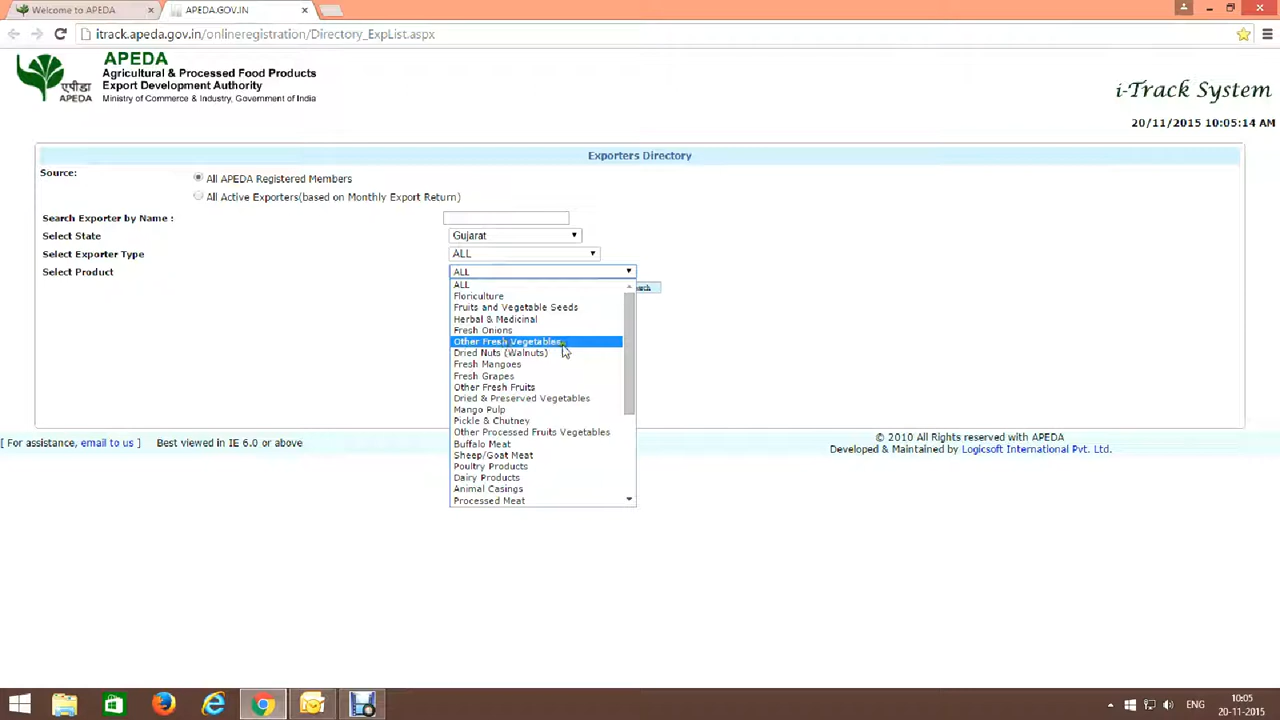 Welcome to APEDA
APEDA.GOV.IN
itrack.apeda.gov.in/onlineregistration/Directory_ExpList.aspx
एपीडा
APEDA
APEDA
Agricultural & Processed Food Products
Export Development Authority
Ministry of Commerce & Industry, Government of India
i-Track System
20/11/2015 10:05:14 AM
Exporters Directory
Source:
All APEDA Registered Members
All Active Exporters(based on Monthly Export Return)
Search Exporter by Name :
Select State
Gujarat
Select Exporter Type
ALL
Select Product
ALL
ALL
Floriculture
Fruits and Vegetable Seeds
Herbal & Medicinal
Fresh Onions
Other Fresh Vegetables
Dried Nuts (Walnuts)
Fresh Mangoes
Fresh Grapes
Other Fresh Fruits
Dried & Preserved Vegetables
Mango Pulp
Pickle & Chutney
Other Processed Fruits Vegetables
Buffalo Meat
Sheep/Goat Meat
Poultry Products
Dairy Products
Animal Casings
Processed Meat
[ For assistance, email to us ] Best viewed in IE 6.0 or above
© 2010 All Rights reserved with APEDA
Developed & Maintained by Logicsoft International Pvt. Ltd.
ENG
10:05
20-11-2015